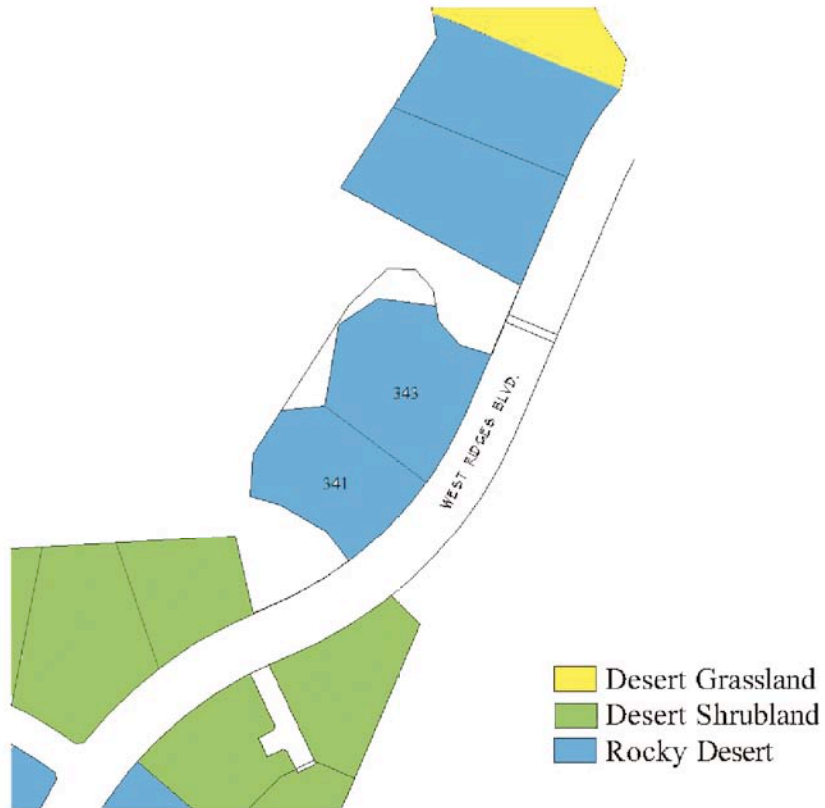 343
341
WEST RIDGES BLVD.
Desert Grassland
Desert Shrubland
Rocky Desert